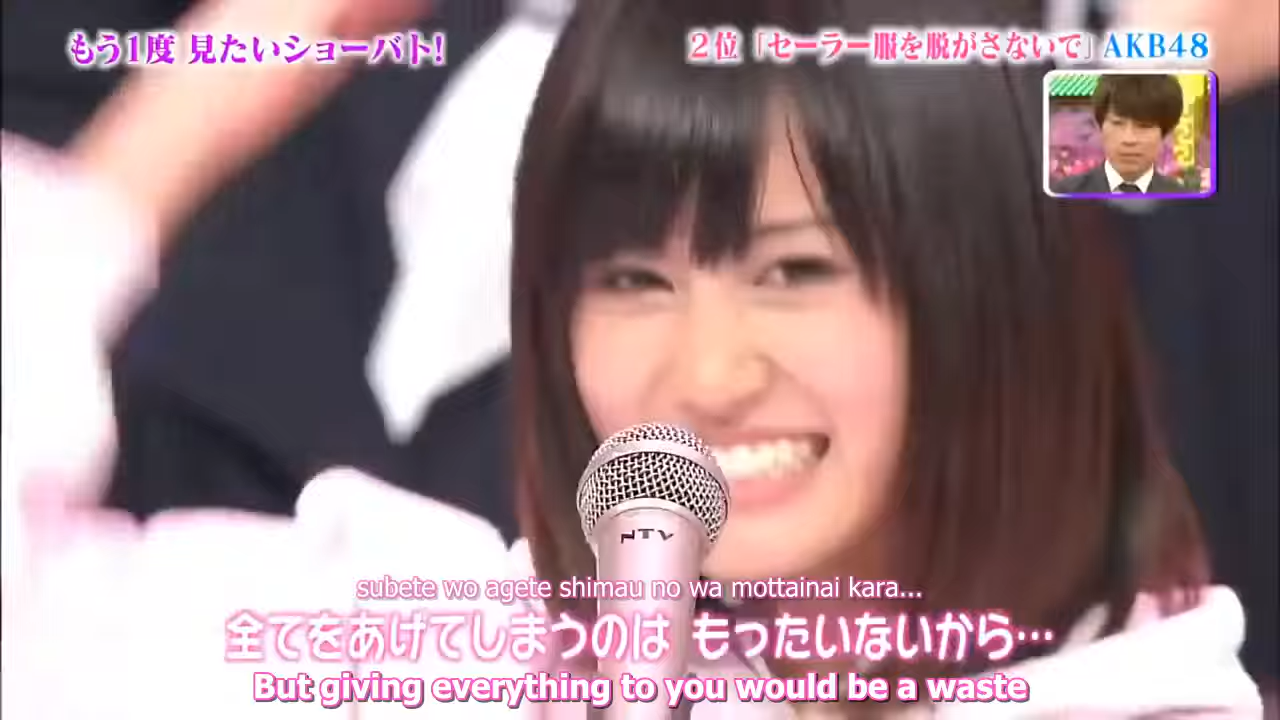 もう1度 見たいショーバト!
2位 「セーラー服を脱がさないで」 AKB48
NTV
subete wo agete shimau no wa mottainai kara...
全てをあげてしまうのは もったいないから…
But giving everything to you would be a waste